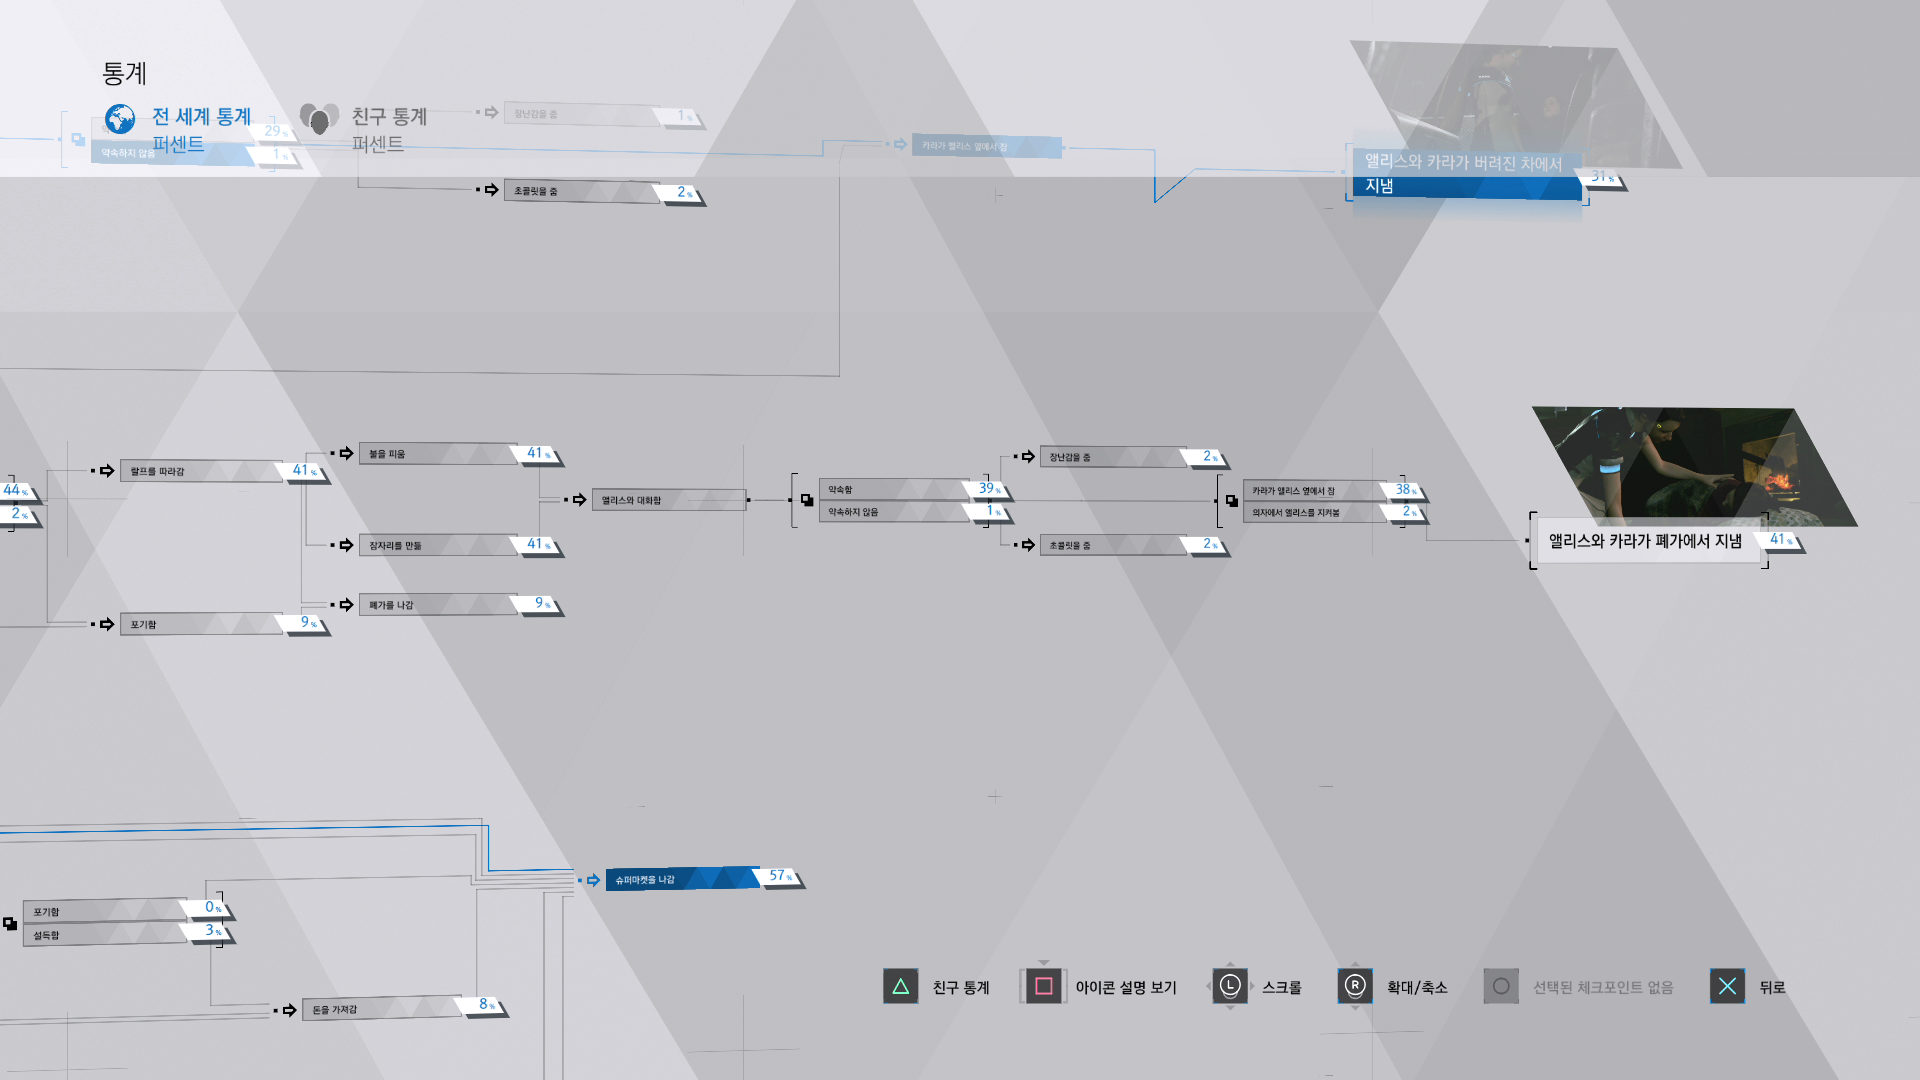 통계
전 세계 통계
퍼센트
친구 통계
퍼센트
29%
약속하지 않음 1%
장난감을 줌 1%
초콜릿을 줌 2%
카라가 앨리스 옆에서 잠
앨리스와 카라가 버려진 차에서
지냄
31%
44%
2%
랄프를 따라감 41%
포기함 9%
불을 피움 41%
잠자리를 만듦 41%
폐가를 나감 9%
앨리스와 대화함
약속함 39%
약속하지 않음 1%
장난감을 줌 2%
초콜릿을 줌 2%
카라가 앨리스 옆에서 잠 38%
의자에서 앨리스를 지켜봄 2%
앨리스와 카라가 폐가에서 지냄 41%
슈퍼마켓을 나감 57%
포기함 0%
설득함 3%
돈을 가져감 8%
친구 통계
아이콘 설명 보기
L 스크롤
R 확대/축소
선택된 체크포인트 없음
뒤로